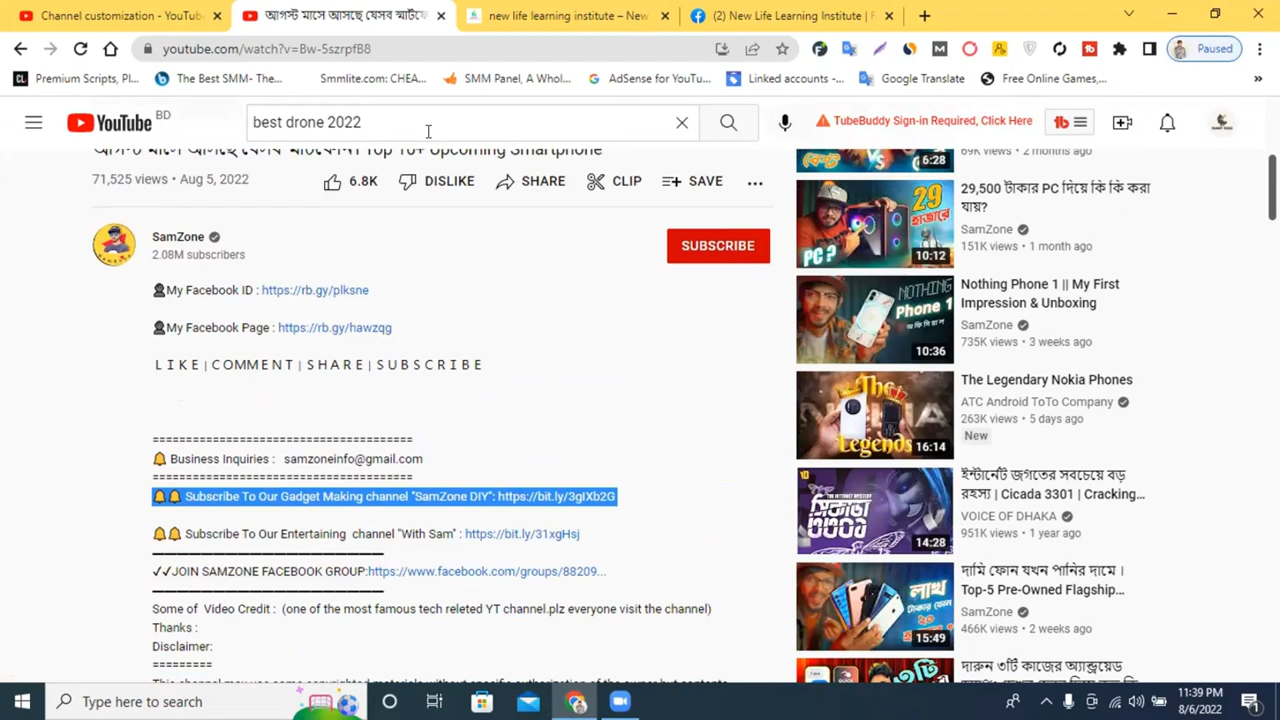 Channel customization - YouTube
আগস্ট মাসে আসছে যেসব স্মার্টফো
new life learning institute – New
(2) New Life Learning Institute | F
youtube.com/watch?v=Bw-5szrpfB8
Paused
Premium Scripts, Pl...
The Best SMM- The...
Smmlite.com: CHEA...
SMM Panel, A Whol...
AdSense for YouTu...
Linked accounts -...
Google Translate
Free Online Games,...
YouTube BD
best drone 2022
TubeBuddy Sign-in Required, Click Here
71,525 views • Aug 5, 2022
6.8K
DISLIKE
SHARE
CLIP
SAVE
SamZone
2.08M subscribers
SUBSCRIBE
My Facebook ID : https://rb.gy/plksne
My Facebook Page : https://rb.gy/hawzqg
L I K E | C O M M E N T | S H A R E | S U B S C R I B E
======================================
Business Inquiries : samzoneinfo@gmail.com
======================================
Subscribe To Our Gadget Making channel "SamZone DIY": https://bit.ly/3gIXb2G
Subscribe To Our Entertaining channel "With Sam" : https://bit.ly/31xgHsj
✓✓JOIN SAMZONE FACEBOOK GROUP:https://www.facebook.com/groups/88209...
Some of Video Credit : (one of the most famous tech releted YT channel.plz everyone visit the channel)
Thanks :
Disclaimer:
=========
69K views • 2 months ago
6:28
29,500 টাকার PC দিয়ে কি কি করা
যায়?
SamZone
151K views • 1 month ago
29
হাজারে
PC ?
10:12
Nothing Phone 1 || My First
Impression & Unboxing
SamZone
735K views • 3 weeks ago
NOTHING
Phone 1
10:36
The Legendary Nokia Phones
ATC Android ToTo Company
263K views • 5 days ago
New
The
NOKIA
Legends
16:14
ইন্টার্নেট জগতের সবচেয়ে বড়
রহস্য | Cicada 3301 | Cracking...
VOICE OF DHAKA
951K views • 1 year ago
14:28
দামি ফোন যখন পানির দামে ।
Top-5 Pre-Owned Flagship...
SamZone
466K views • 2 weeks ago
লাখ
15:49
দারুন ৩টি কাজের অ্যান্ড্রয়েড
৩টি
Type here to search
11:39 PM
8/6/2022